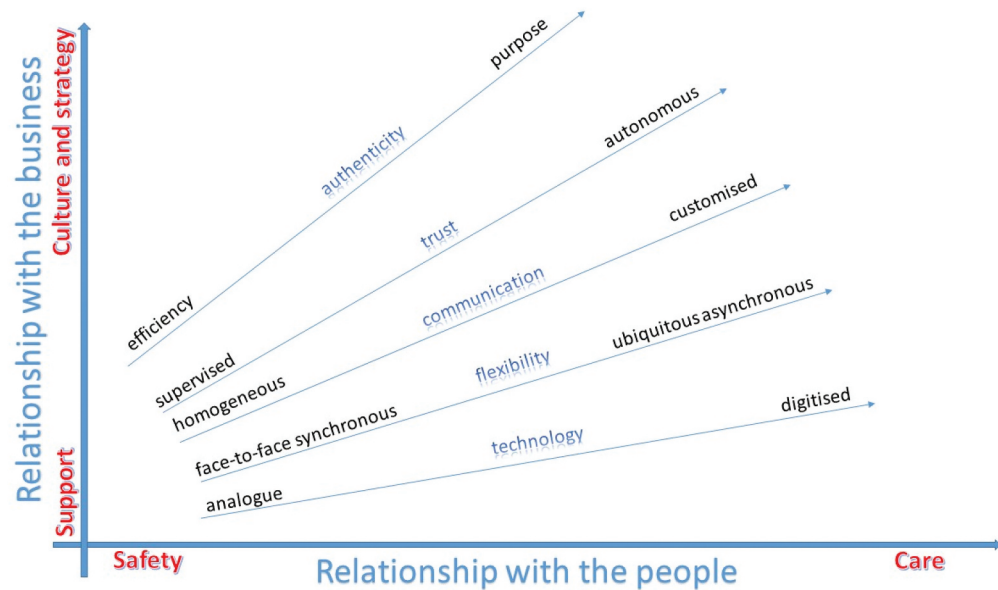 Relationship with the business
Culture and strategy
Support
efficiency
authenticity
purpose
supervised
trust
autonomous
homogeneous
communication
customised
face-to-face synchronous
flexibility
ubiquitous asynchronous
analogue
technology
digitised
Safety
Relationship with the people
Care